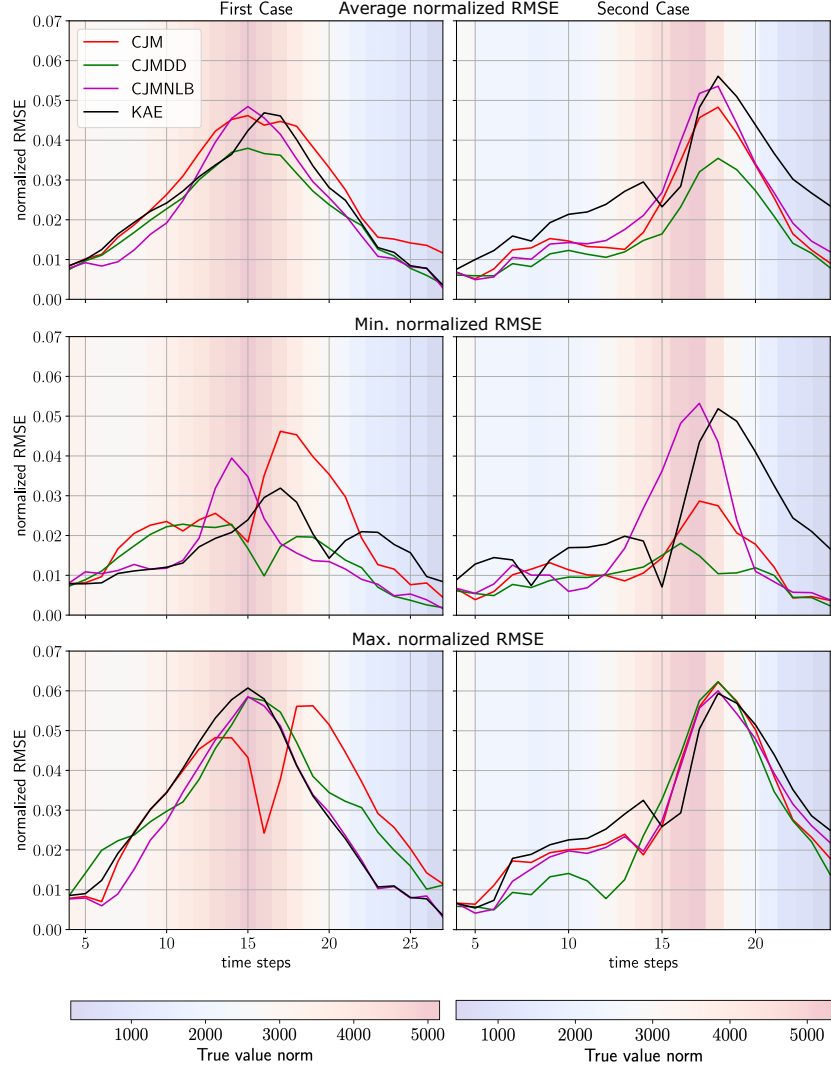 First Case Average normalized RMSE Second Case
0.07
0.06
0.05
0.04
0.03
0.02
0.01
0.00
normalized RMSE
CJM
CJMDD
CJMNLB
KAE
Min. normalized RMSE
0.07
0.06
0.05
0.04
0.03
0.02
0.01
0.00
normalized RMSE
Max. normalized RMSE
0.07
0.06
0.05
0.04
0.03
0.02
0.01
0.00
normalized RMSE
5 10 15 20 25
time steps
5 10 15 20
time steps
1000 2000 3000 4000 5000
True value norm
1000 2000 3000 4000 5000
True value norm